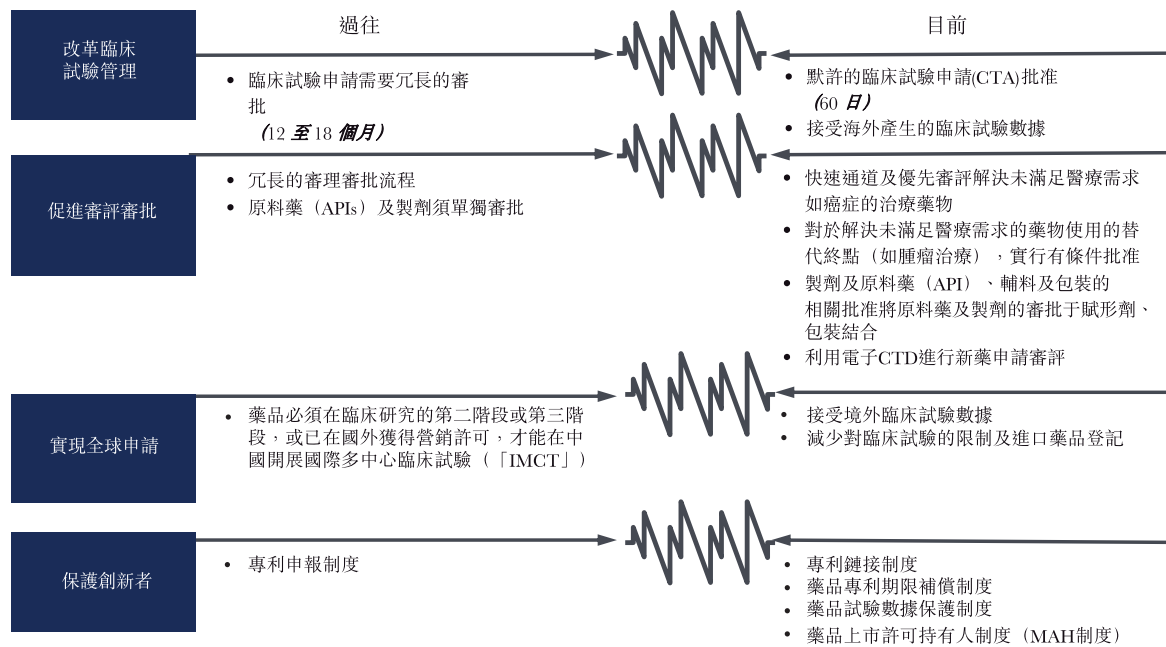 過往
目前
改革臨床
試驗管理
• 臨床試驗申請需要冗長的審
批
(12 至 18 個月)
• 默許的臨床試驗申請(CTA)批准
(60 日)
• 接受海外產生的臨床試驗數據
促進審評審批
• 冗長的審理審批流程
• 原料藥（APIs）及製劑須單獨審批
• 快速通道及優先審評解決未滿足醫療需求
如癌症的治療藥物
• 對於解決未滿足醫療需求的藥物使用的替
代終點（如腫瘤治療），實行有條件批准
• 製劑及原料藥（API）、輔料及包裝的
相關批准將原料藥及製劑的審批于賦形劑、
包裝結合
• 利用電子CTD進行新藥申請審評
實現全球申請
• 藥品必須在臨床研究的第二階段或第三階
段，或已在國外獲得營銷許可，才能在中
國開展國際多中心臨床試驗（「IMCT」）
• 接受境外臨床試驗數據
• 減少對臨床試驗的限制及進口藥品登記
保護創新者
• 專利申報制度
• 專利鏈接制度
• 藥品專利期限補償制度
• 藥品試驗數據保護制度
• 藥品上市許可持有人制度（MAH制度）